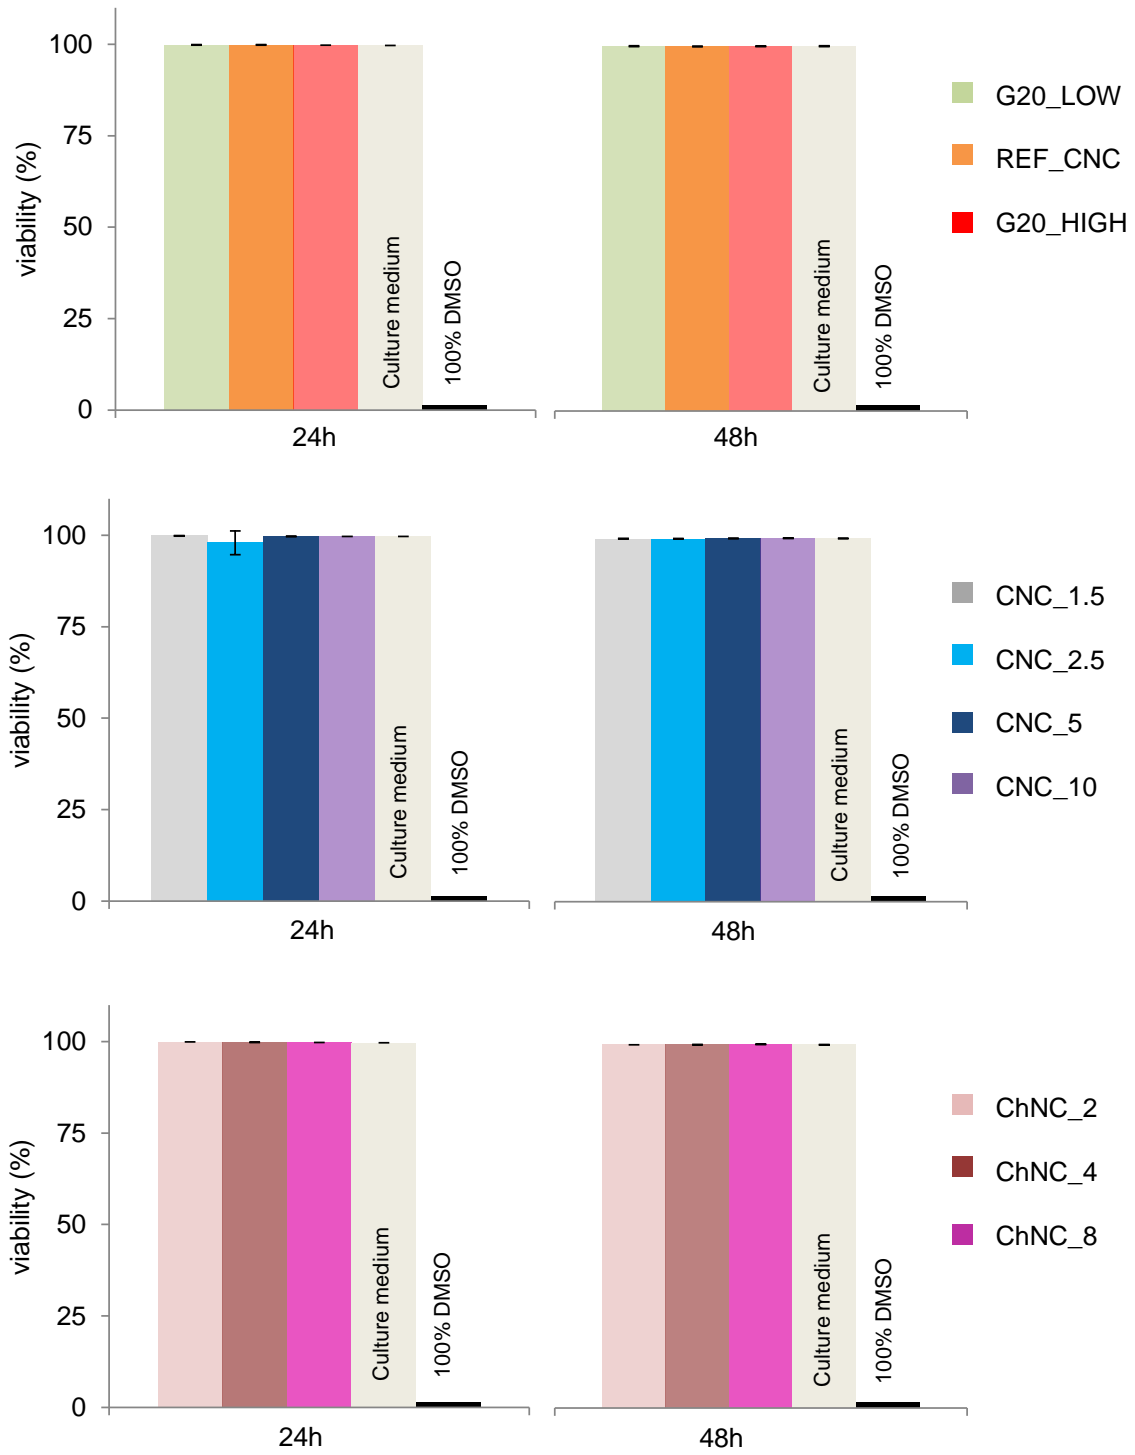 viability (%)
100
75
50
25
0
Culture medium
100% DMSO
24h
Culture medium
100% DMSO
48h
G20_LOW
REF_CNC
G20_HIGH
viability (%)
100
75
50
25
0
Culture medium
100% DMSO
24h
Culture medium
100% DMSO
48h
CNC_1.5
CNC_2.5
CNC_5
CNC_10
viability (%)
100
75
50
25
0
Culture medium
100% DMSO
24h
Culture medium
100% DMSO
48h
ChNC_2
ChNC_4
ChNC_8